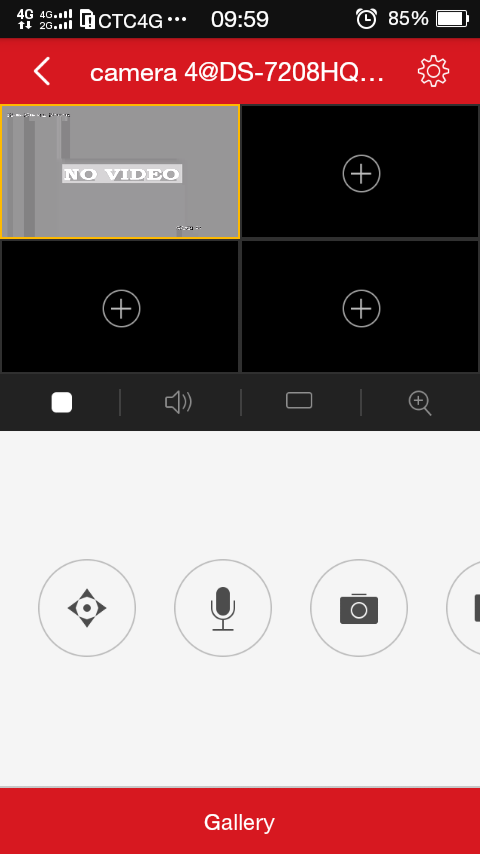 4G 4G 2G CTC4G ••• 09:59 85%
camera 4@DS-7208HQ...
NO VIDEO
Gallery